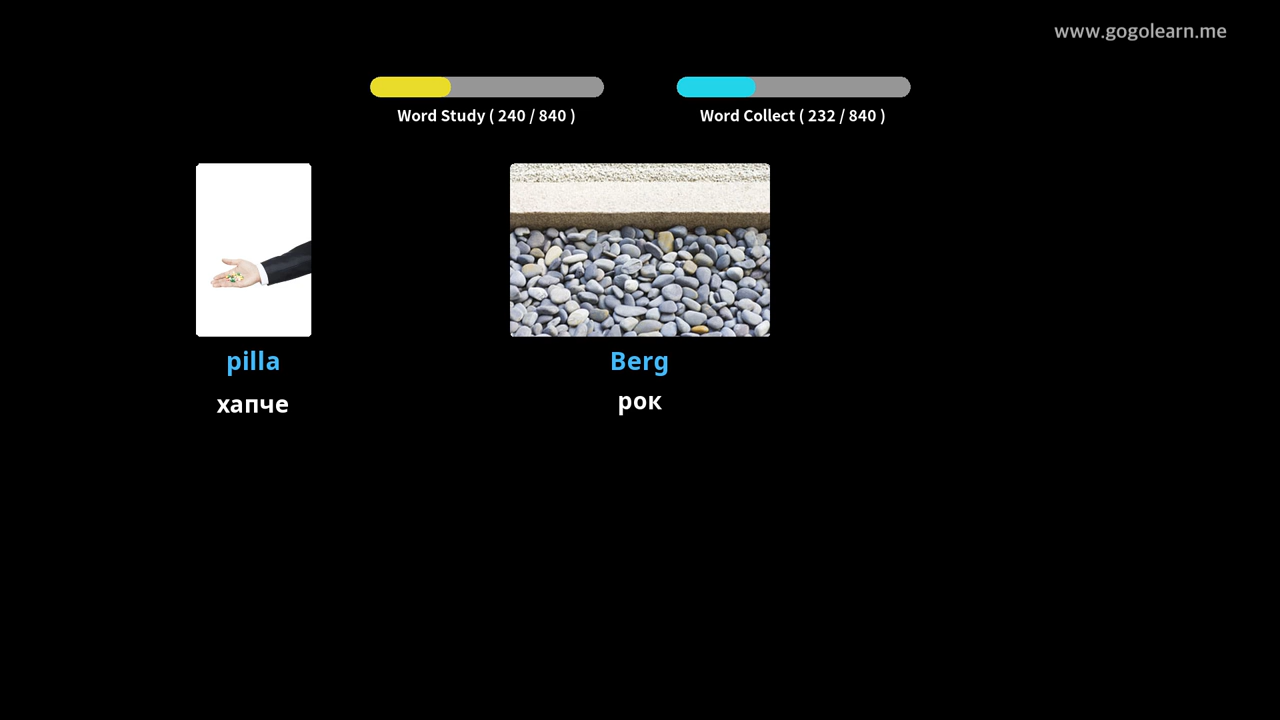 www.gogolearn.me
Word Study ( 240 / 840 )
Word Collect ( 232 / 840 )
pilla
хапче
Berg
рок